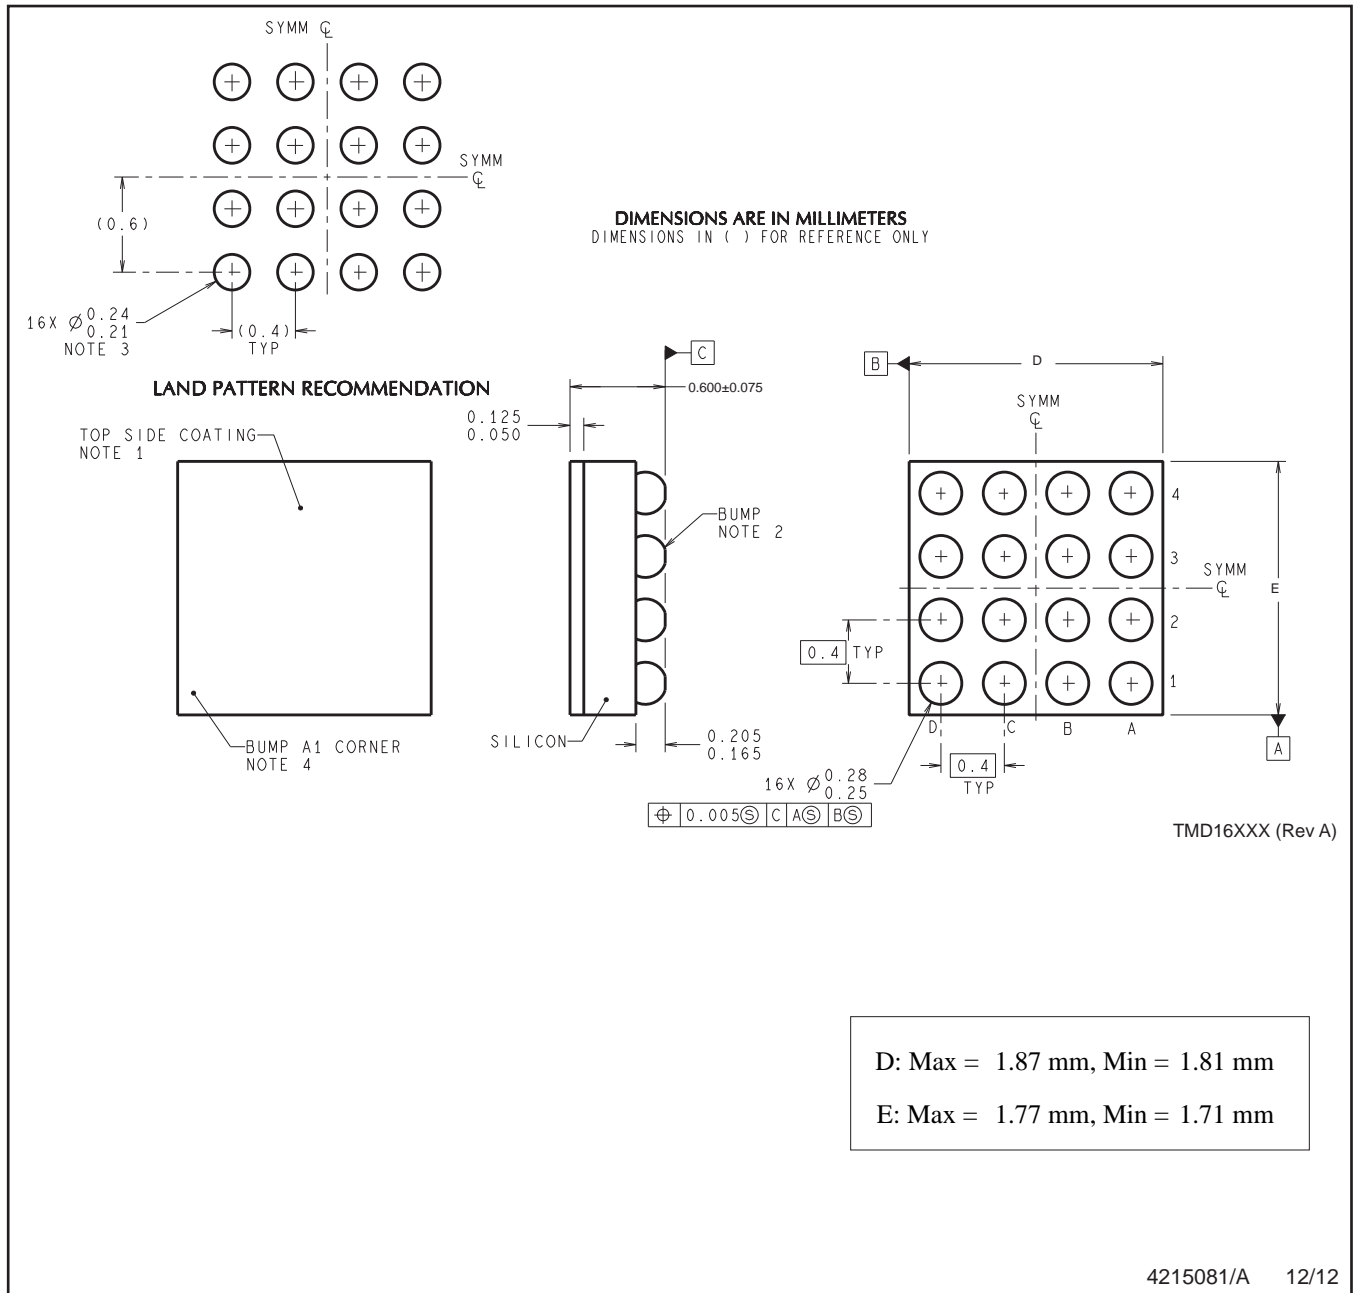 SYMM ℄
SYMM
℄
(0.6)
DIMENSIONS ARE IN MILLIMETERS
DIMENSIONS IN ( ) FOR REFERENCE ONLY
16X Ø 0.24
0.21
NOTE 3
(0.4)
TYP
LAND PATTERN RECOMMENDATION
C
0.600±0.075
B
D
0.125
0.050
SYMM
℄
TOP SIDE COATING
NOTE 1
BUMP
NOTE 2
4
3
SYMM
℄
E
2
0.4 TYP
1
BUMP A1 CORNER
NOTE 4
SILICON
0.205
0.165
D C B A
A
16X Ø 0.28
0.25
0.4
TYP
⌖ 0.005Ⓢ C AⓈ BⓈ
TMD16XXX (Rev A)
D: Max = 1.87 mm, Min = 1.81 mm
E: Max = 1.77 mm, Min = 1.71 mm
4215081/A 12/12